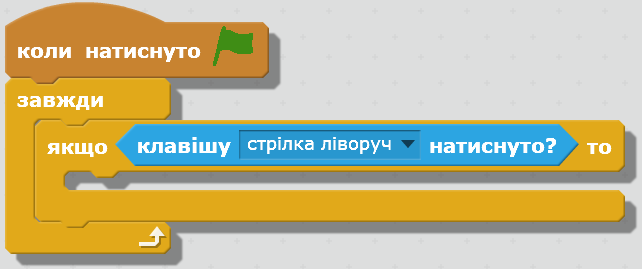 коли натиснуто
завжди
якщо клавішу стрілка ліворуч натиснуто? то